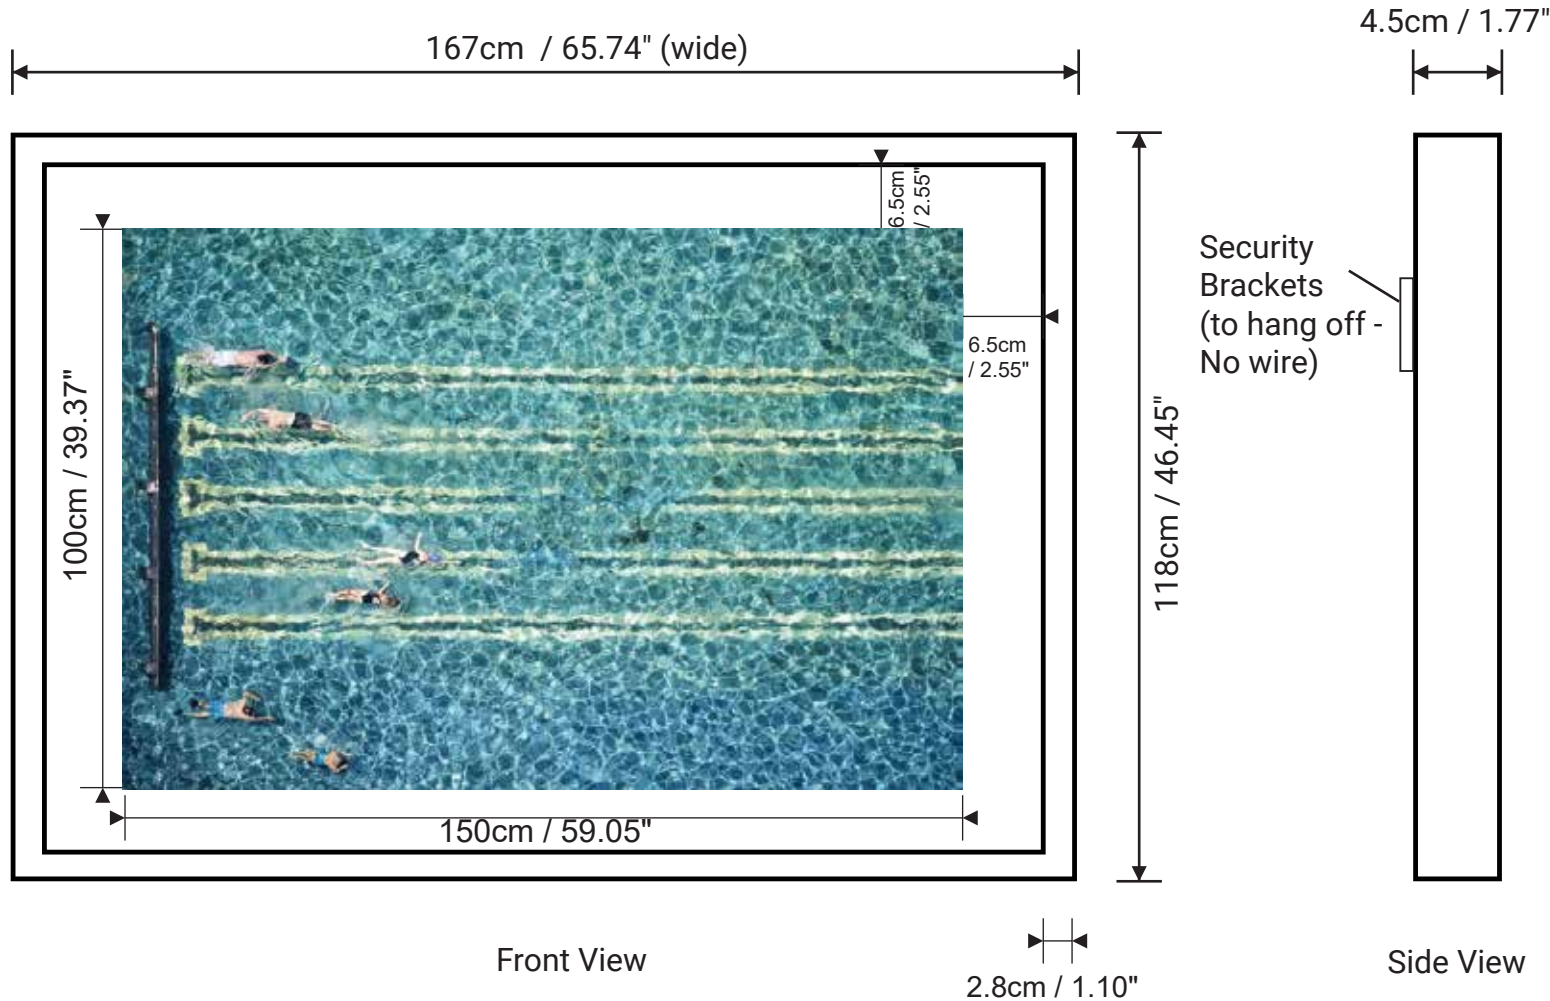 167cm  / 65.74" (wide)
4.5cm / 1.77"
6.5cm
/ 2.55"
Security
Brackets
(to hang off -
No wire)
6.5cm
/ 2.55"
100cm / 39.37"
118cm / 46.45"
150cm / 59.05"
Front View
Side View
2.8cm / 1.10"